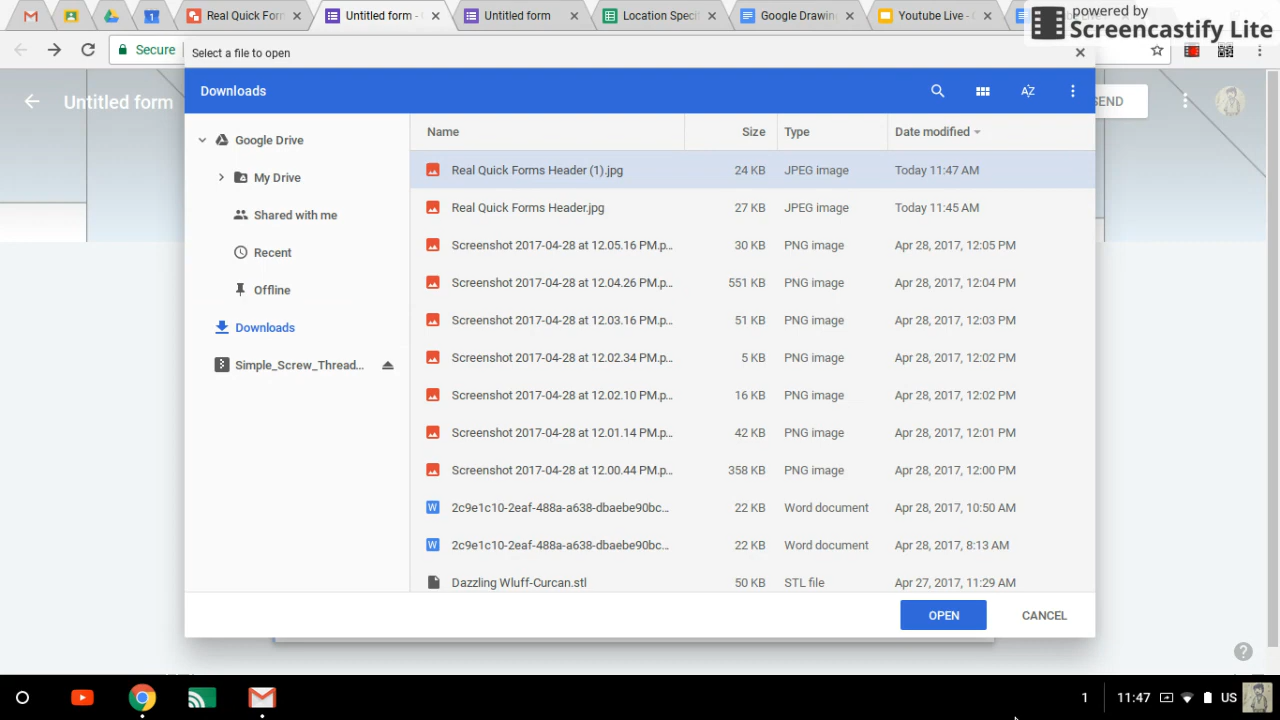 Real Quick Forn
Untitled form -
Untitled form
Location Specif
Google Drawin
Youtube Live - 
powered by
Screencastify Lite
Secure
Select a file to open
Untitled form
SEND
Downloads
Google Drive
My Drive
Shared with me
Recent
Offline
Downloads
Simple_Screw_Thread...
Name Size Type Date modified
Real Quick Forms Header (1).jpg 24 KB JPEG image Today 11:47 AM
Real Quick Forms Header.jpg 27 KB JPEG image Today 11:45 AM
Screenshot 2017-04-28 at 12.05.16 PM.p... 30 KB PNG image Apr 28, 2017, 12:05 PM
Screenshot 2017-04-28 at 12.04.26 PM.p... 551 KB PNG image Apr 28, 2017, 12:04 PM
Screenshot 2017-04-28 at 12.03.16 PM.p... 51 KB PNG image Apr 28, 2017, 12:03 PM
Screenshot 2017-04-28 at 12.02.34 PM.p... 5 KB PNG image Apr 28, 2017, 12:02 PM
Screenshot 2017-04-28 at 12.02.10 PM.p... 16 KB PNG image Apr 28, 2017, 12:02 PM
Screenshot 2017-04-28 at 12.01.14 PM.p... 42 KB PNG image Apr 28, 2017, 12:01 PM
Screenshot 2017-04-28 at 12.00.44 PM.p... 358 KB PNG image Apr 28, 2017, 12:00 PM
2c9e1c10-2eaf-488a-a638-dbaebe90bc... 22 KB Word document Apr 28, 2017, 10:50 AM
2c9e1c10-2eaf-488a-a638-dbaebe90bc... 22 KB Word document Apr 28, 2017, 8:13 AM
Dazzling Wluff-Curcan.stl 50 KB STL file Apr 27, 2017, 11:29 AM
OPEN CANCEL
1 11:47 US